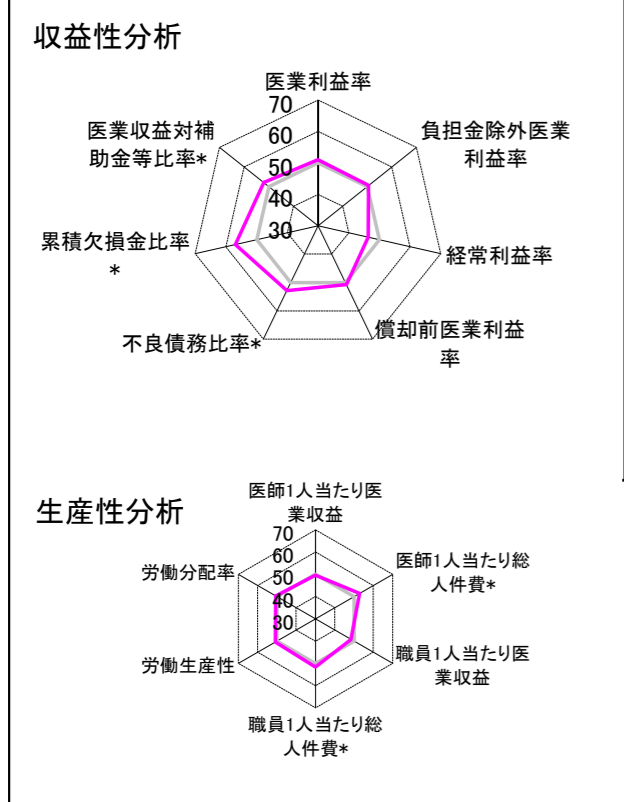 収益性分析
医業利益率
70
60
50
40
30
負担金除外医業
利益率
経常利益率
償却前医業利益
率
不良債務比率*
累積欠損金比率
*
医業収益対補
助金等比率*
生産性分析
医師1人当たり医
業収益
70
60
50
40
30
医師1人当たり総
人件費*
職員1人当たり医
業収益
職員1人当たり総
人件費*
労働生産性
労働分配率